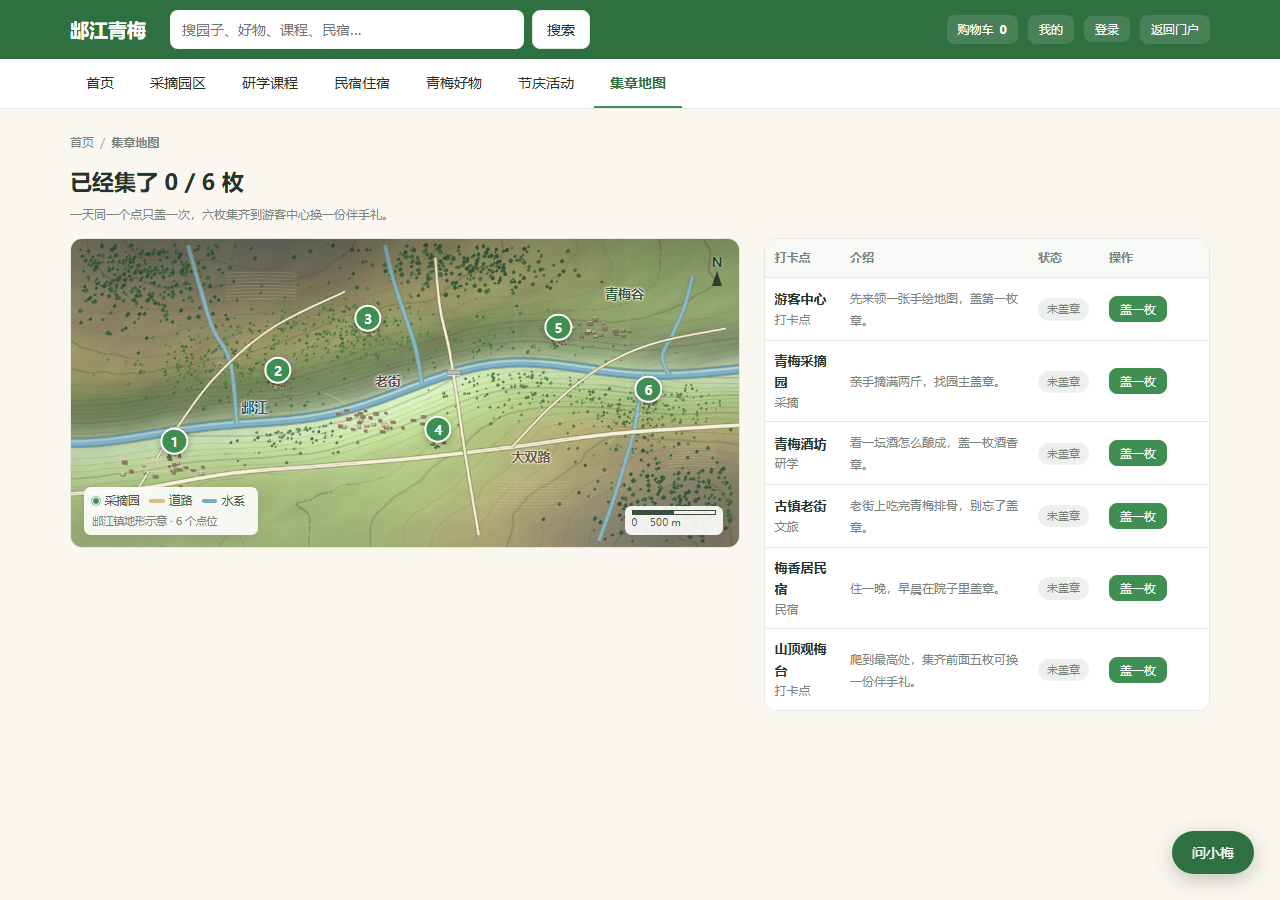 邮江青梅
搜园子、好物、课程、民宿...
搜索
购物车 0
我的
登录
返回门户
首页
采摘园区
研学课程
民宿住宿
青梅好物
节庆活动
集章地图
首页 / 集章地图
已经集了 0 / 6 枚
一天同一个点只盖一次，六枚集齐到游客中心换一份伴手礼。
N
青梅谷
3
5
2
老街
6
邮江
4
1
大双路
采摘园 道路 水系
邮江镇地形示意 · 6 个点位
0 500 m
打卡点 介绍 状态 操作
游客中心
打卡点
先来领一张手绘地图，盖第一枚
章。
未盖章
盖一枚
青梅采摘
园
采摘
亲手摘满两斤，找园主盖章。
未盖章
盖一枚
青梅酒坊
研学
看一坛酒怎么酿成，盖一枚酒香
章。
未盖章
盖一枚
古镇老街
文旅
老街上吃完青梅排骨，别忘了盖
章。
未盖章
盖一枚
梅香居民
宿
民宿
住一晚，早晨在院子里盖章。
未盖章
盖一枚
山顶观梅
台
打卡点
爬到最高处，集齐前面五枚可换
一份伴手礼。
未盖章
盖一枚
问小梅